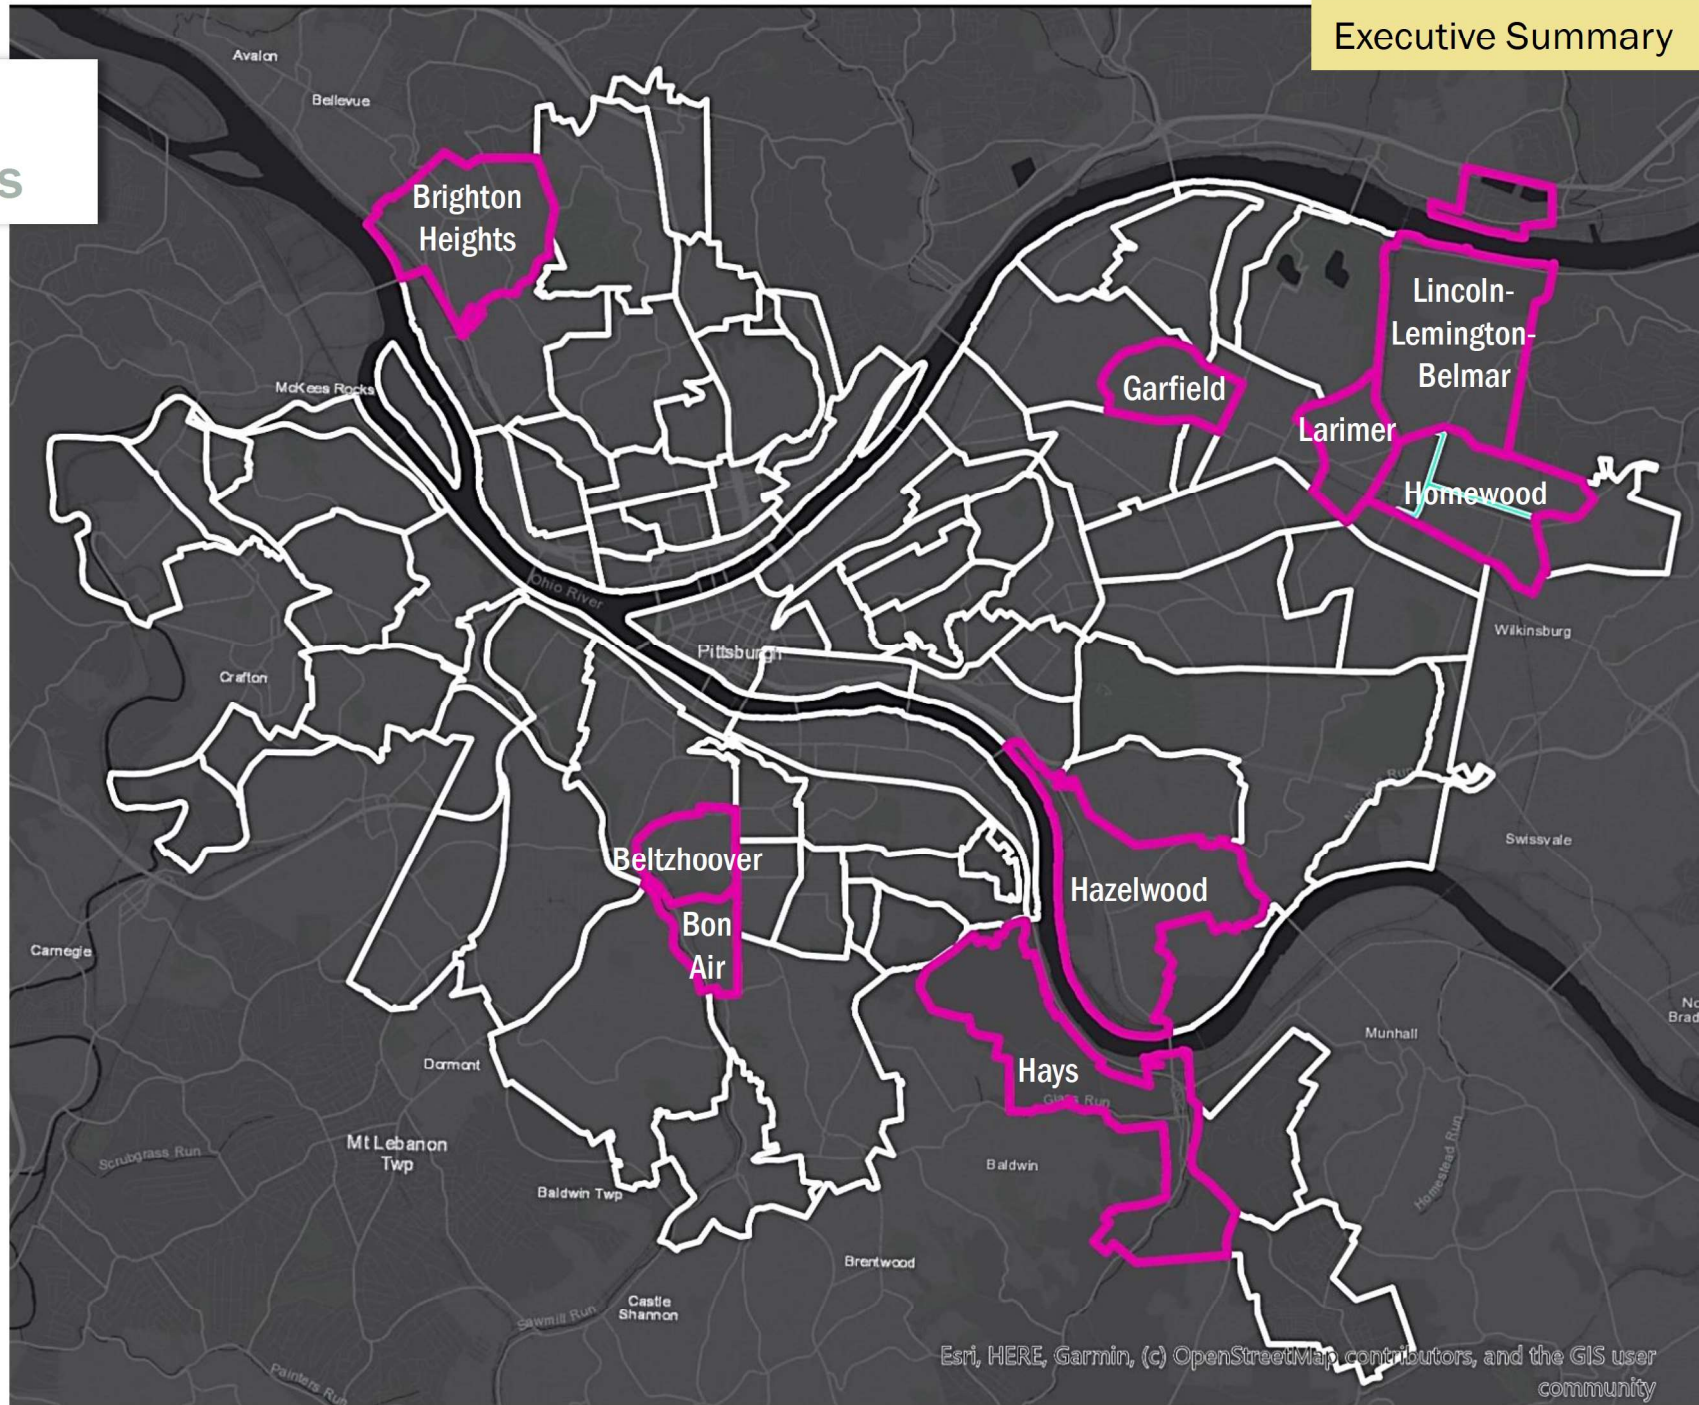 Executive Summary
s
Avalon
Bellevue
Brighton
Heights
Lincoln-
Lemington-
Belmar
McKees Rocks
Garfield
Larimer
Homewood
Ohio River
Wilkinsburg
Pittsburgh
Crafton
Swissvale
Beltzhoover
Hazelwood
Bon
Air
Carnegie
Munhall
Dormont
Hays
Glass Run
Mt Lebanon
Twp
Scrubgrass Run
Baldwin
Homestead Run
Baldwin Twp
Brentwood
Castle
Shannon
Sawmill Run
Painters Run
Esri, HERE, Garmin, (c) OpenStreetMap contributors, and the GIS user
community